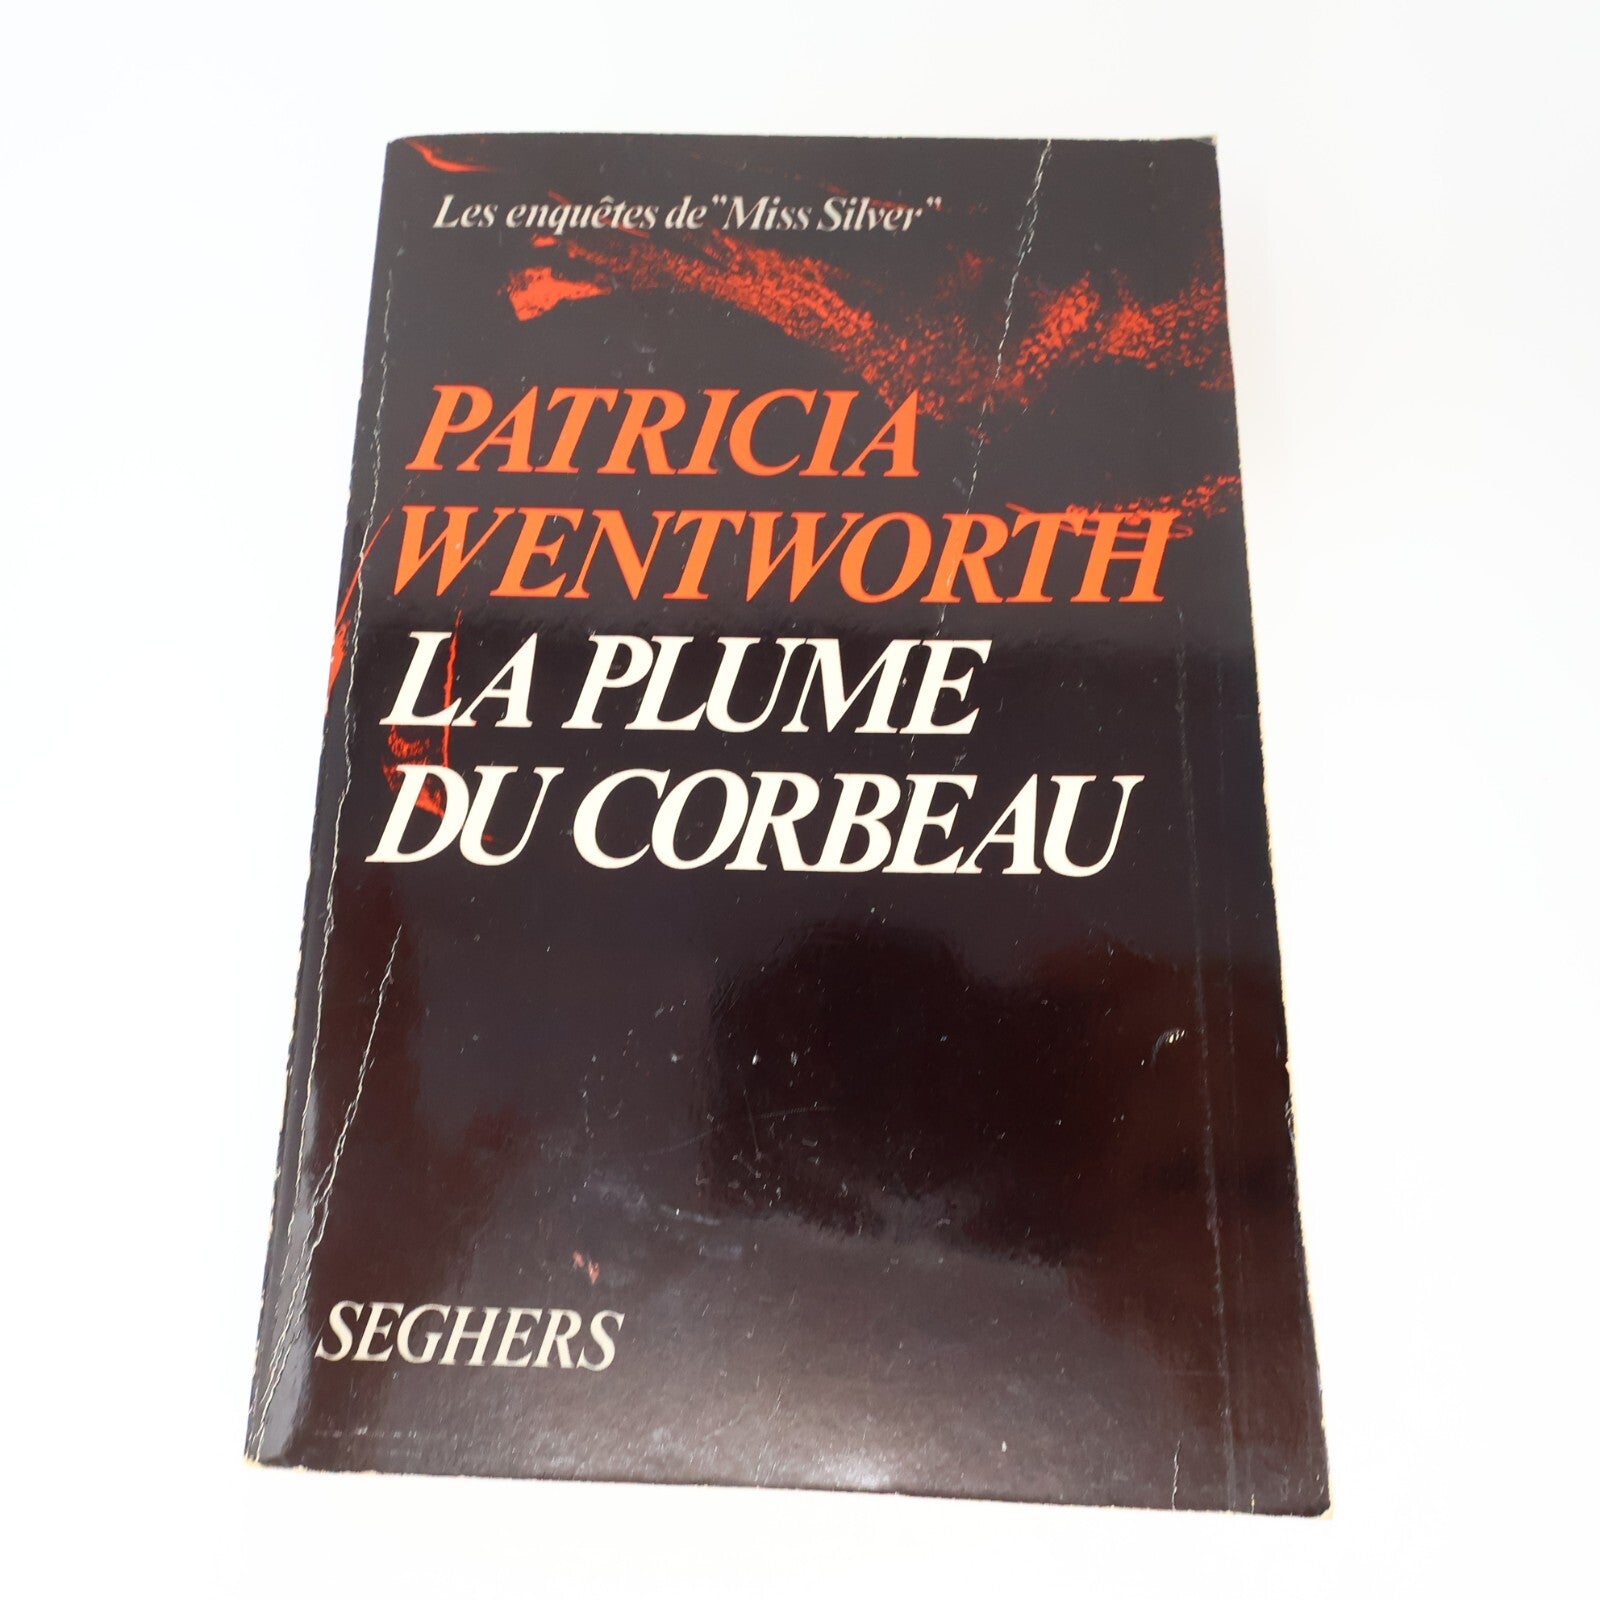 Les enquêtes de "Miss Silver"
PATRICIA
WENTWORTH
LA PLUME
DU CORBEAU
SEGHERS